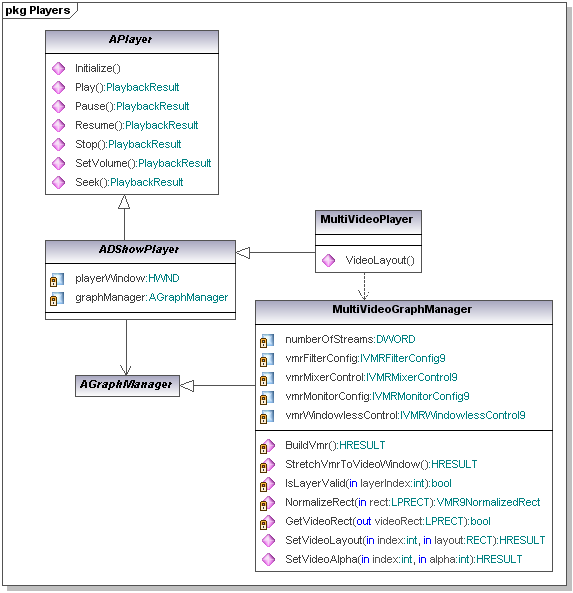 pkg Players
APlayer
Initialize()
Play():PlaybackResult
Pause():PlaybackResult
Resume():PlaybackResult
Stop():PlaybackResult
SetVolume():PlaybackResult
Seek():PlaybackResult
ADShowPlayer
playerWindow:HWND
graphManager:AGraphManager
MultiVideoPlayer
VideoLayout()
AGraphManager
MultiVideoGraphManager
numberOfStreams:DWORD
vmrFilterConfig:IVMRFilterConfig9
vmrMixerControl:IVMRMixerControl9
vmrMonitorConfig:IVMRMonitorConfig9
vmrWindowlessControl:IVMRWindowlessControl9
BuildVmr():HRESULT
StretchVmrToVideoWindow():HRESULT
IsLayerValid(in layerIndex:int):bool
NormalizeRect(in rect:LPRECT):VMR9NormalizedRect
GetVideoRect(out videoRect:LPRECT):bool
SetVideoLayout(in index:int, in layout:RECT):HRESULT
SetVideoAlpha(in index:int, in alpha:int):HRESULT